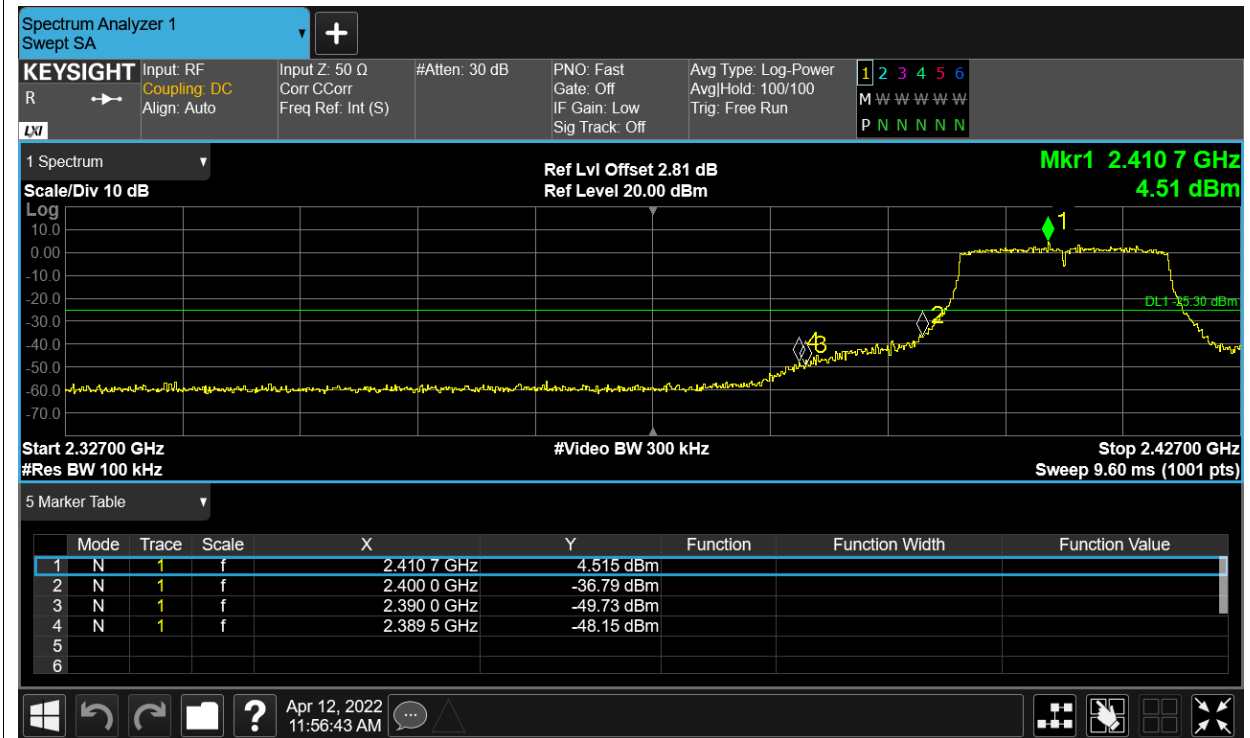 Spectrum Analyzer 1
Swept SA
+
KEYSIGHT Input: RF Input Z: 50 Ω #Atten: 30 dB PNO: Fast Avg Type: Log-Power 1 2 3 4 5 6
R Coupling: DC Corr CCorr Gate: Off Avg|Hold: 100/100 M W W W W W
Align: Auto Freq Ref: Int (S) IF Gain: Low Trig: Free Run
LXI Sig Track: Off P N N N N N
1 Spectrum Ref Lvl Offset 2.81 dB Mkr1 2.410 7 GHz
Scale/Div 10 dB Ref Level 20.00 dBm 4.51 dBm
Log
10.0
0.00
-10.0
-20.0
-30.0
-40.0
-50.0
-60.0
-70.0
1
DL1 -25.30 dBm
2
4 3
Start 2.32700 GHz #Video BW 300 kHz Stop 2.42700 GHz
#Res BW 100 kHz Sweep 9.60 ms (1001 pts)
5 Marker Table
Mode Trace Scale X Y Function Function Width Function Value
1 N 1 f 2.410 7 GHz 4.515 dBm
2 N 1 f 2.400 0 GHz -36.79 dBm
3 N 1 f 2.390 0 GHz -49.73 dBm
4 N 1 f 2.389 5 GHz -48.15 dBm
5
6
? Apr 12, 2022
11:56:43 AM